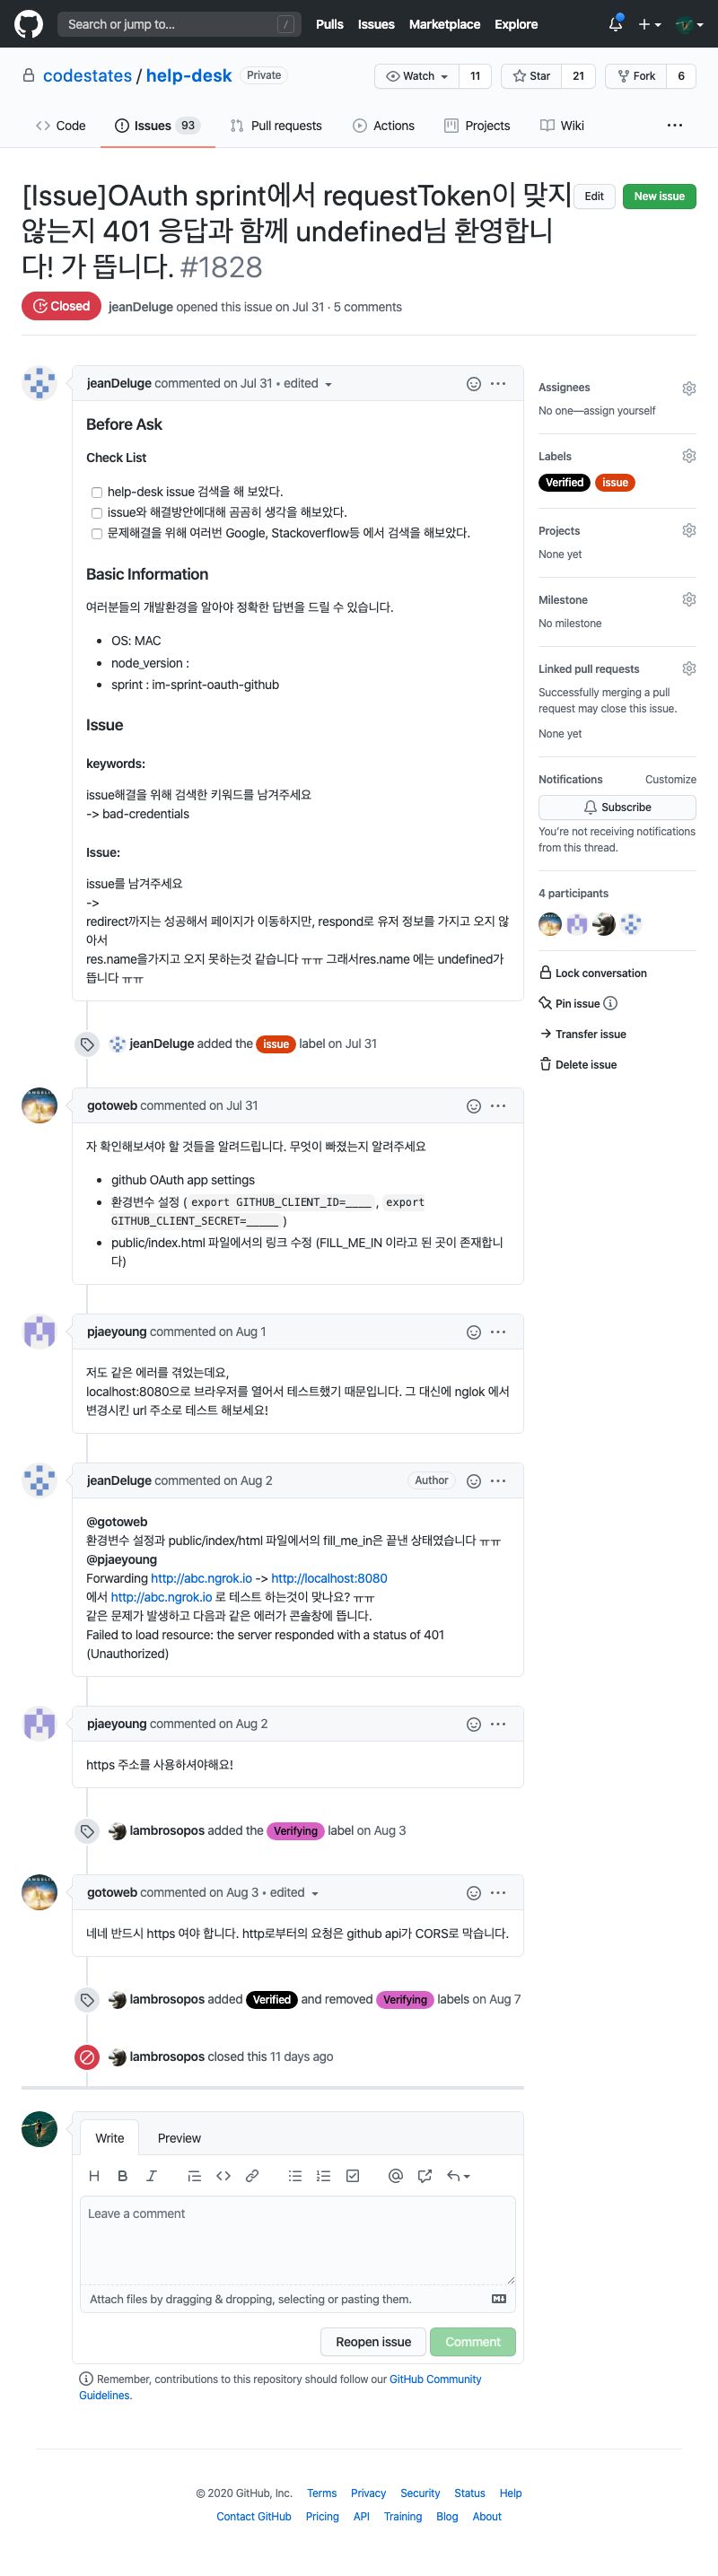 Search or jump to...
/
Pulls Issues Marketplace Explore
codestates / help-desk Private
Watch 11
Star 21
Fork 6
Code
Issues 93
Pull requests
Actions
Projects
Wiki
[Issue]OAuth sprint에서 requestToken이 맞지
않는지 401 응답과 함께 undefined님 환영합니
다! 가 뜹니다. #1828
Edit
New issue
Closed jeanDeluge opened this issue on Jul 31 · 5 comments
jeanDeluge commented on Jul 31 • edited
Before Ask
Check List
help-desk issue 검색을 해 보았다.
issue와 해결방안에대해 곰곰히 생각을 해보았다.
문제해결을 위해 여러번 Google, Stackoverflow등 에서 검색을 해보았다.
Basic Information
여러분들의 개발환경을 알아야 정확한 답변을 드릴 수 있습니다.
• OS: MAC
• node_version :
• sprint : im-sprint-oauth-github
Issue
keywords:
issue해결을 위해 검색한 키워드를 남겨주세요
-> bad-credentials
Issue:
issue를 남겨주세요
->
redirect까지는 성공해서 페이지가 이동하지만, respond로 유저 정보를 가지고 오지 않
아서
res.name을가지고 오지 못하는것 같습니다 ㅠㅠ 그래서res.name 에는 undefined가
뜹니다 ㅠㅠ
jeanDeluge added the issue label on Jul 31
gotoweb commented on Jul 31
자 확인해보셔야 할 것들을 알려드립니다. 무엇이 빠졌는지 알려주세요
• github OAuth app settings
• 환경변수 설정 ( export GITHUB_CLIENT_ID=____ , export
GITHUB_CLIENT_SECRET=_____ )
• public/index.html 파일에서의 링크 수정 (FILL_ME_IN 이라고 된 곳이 존재합니
다)
pjaeyoung commented on Aug 1
저도 같은 에러를 겪었는데요,
localhost:8080으로 브라우저를 열어서 테스트했기 때문입니다. 그 대신에 nglok 에서
변경시킨 url 주소로 테스트 해보세요!
jeanDeluge commented on Aug 2 Author
@gotoweb
환경변수 설정과 public/index/html 파일에서의 fill_me_in은 끝낸 상태였습니다 ㅠㅠ
@pjaeyoung
Forwarding http://abc.ngrok.io -> http://localhost:8080
에서 http://abc.ngrok.io 로 테스트 하는것이 맞나요? ㅠㅠ
같은 문제가 발생하고 다음과 같은 에러가 콘솔창에 뜹니다.
Failed to load resource: the server responded with a status of 401
(Unauthorized)
pjaeyoung commented on Aug 2
https 주소를 사용하셔야해요!
lambrosopos added the Verifying label on Aug 3
gotoweb commented on Aug 3 • edited
네네 반드시 https 여야 합니다. http로부터의 요청은 github api가 CORS로 막습니다.
lambrosopos added Verified and removed Verifying labels on Aug 7
lambrosopos closed this 11 days ago
Write Preview
Leave a comment
Attach files by dragging & dropping, selecting or pasting them.
Reopen issue
Comment
Remember, contributions to this repository should follow our GitHub Community
Guidelines.
Assignees
No one—assign yourself
Labels
Verified issue
Projects
None yet
Milestone
No milestone
Linked pull requests
Successfully merging a pull
request may close this issue.
None yet
Notifications Customize
Subscribe
You're not receiving notifications
from this thread.
4 participants
Lock conversation
Pin issue
Transfer issue
Delete issue
© 2020 GitHub, Inc. Terms Privacy Security Status Help
Contact GitHub Pricing API Training Blog About